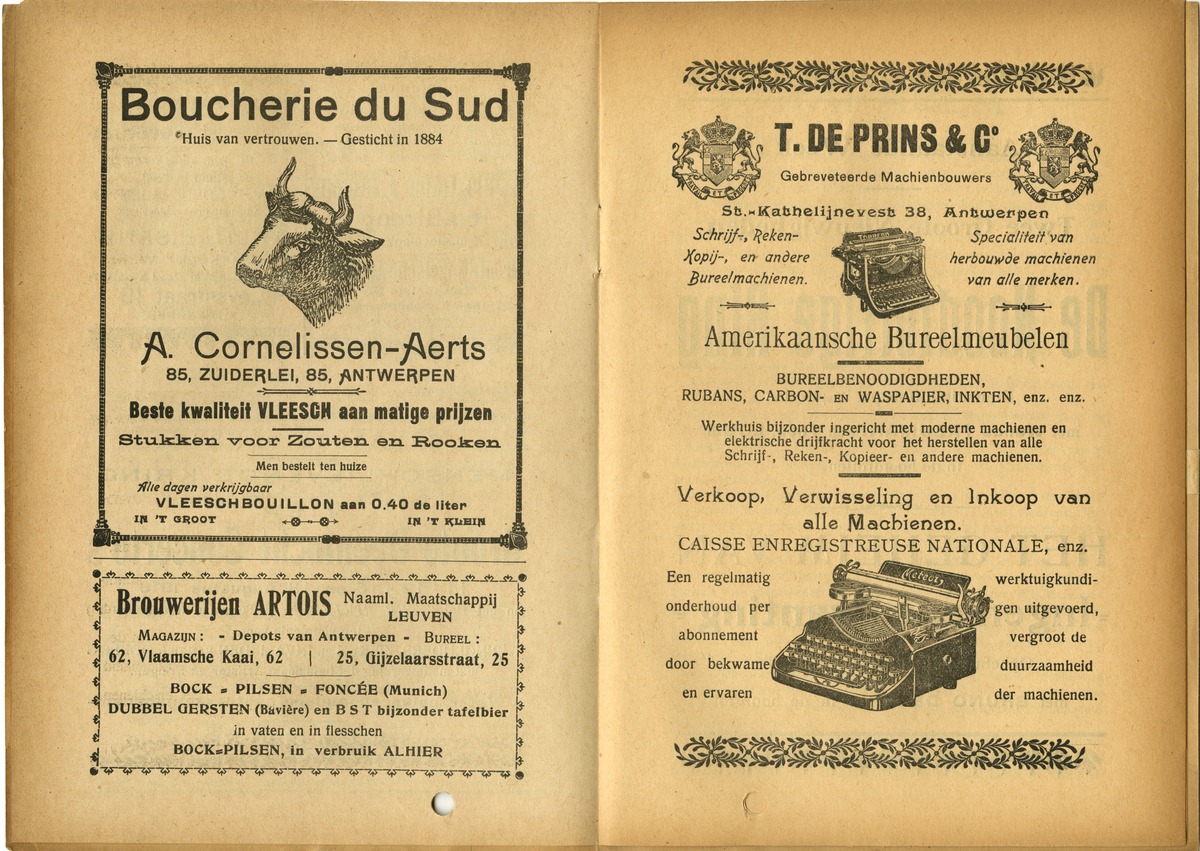 Boucherie du Sud
Huis van vertrouwen. — Gesticht in 1884
A. Cornelissen-Aerts
85, ZUIDERLEI, 85, ANTWERPEN
Beste kwaliteit VLEESCH aan matige prijzen
Stukken voor Zouten en Rooken
Men bestelt ten huize
Alle dagen verkrijgbaar
VLEESCHBOUILLON aan 0.40 de liter
IN 'T GROOT IN 'T KLEIN
Brouwerijen ARTOIS Naaml. Maatschappij
LEUVEN
MAGAZIJN: - Depots van Antwerpen - BUREEL:
62, Vlaamsche Kaai, 62 | 25, Gijzelaarsstraat, 25
BOCK = PILSEN = FONCÉE (Munich)
DUBBEL GERSTEN (Bavière) en B S T bijzonder tafelbier
in vaten en in flesschen
BOCK=PILSEN, in verbruik ALHIER
T. DE PRINS & Co
Gebreveteerde Machienbouwers
St.-Kathelijnevest 38, Antwerpen
Schrijf-, Reken-
Kopij-, en andere
Bureelmachienen.
Specialiteit van
herbouwde machienen
van alle merken.
Amerikaansche Bureelmeubelen
BUREELBENOODIGDHEDEN,
RUBANS, CARBON- EN WASPAPIER, INKTEN, enz. enz.
Werkhuis bijzonder ingericht met moderne machienen en
elektrische drijfkracht voor het herstellen van alle
Schrijf-, Reken-, Kopieer- en andere machienen.
Verkoop, Verwisseling en Inkoop van
alle Machienen.
CAISSE ENREGISTREUSE NATIONALE, enz.
Een regelmatig
onderhoud per
abonnement
door bekwame
en ervaren
Meteor
werktuigkundi-
gen uitgevoerd,
vergroot de
duurzaamheid
der machienen.